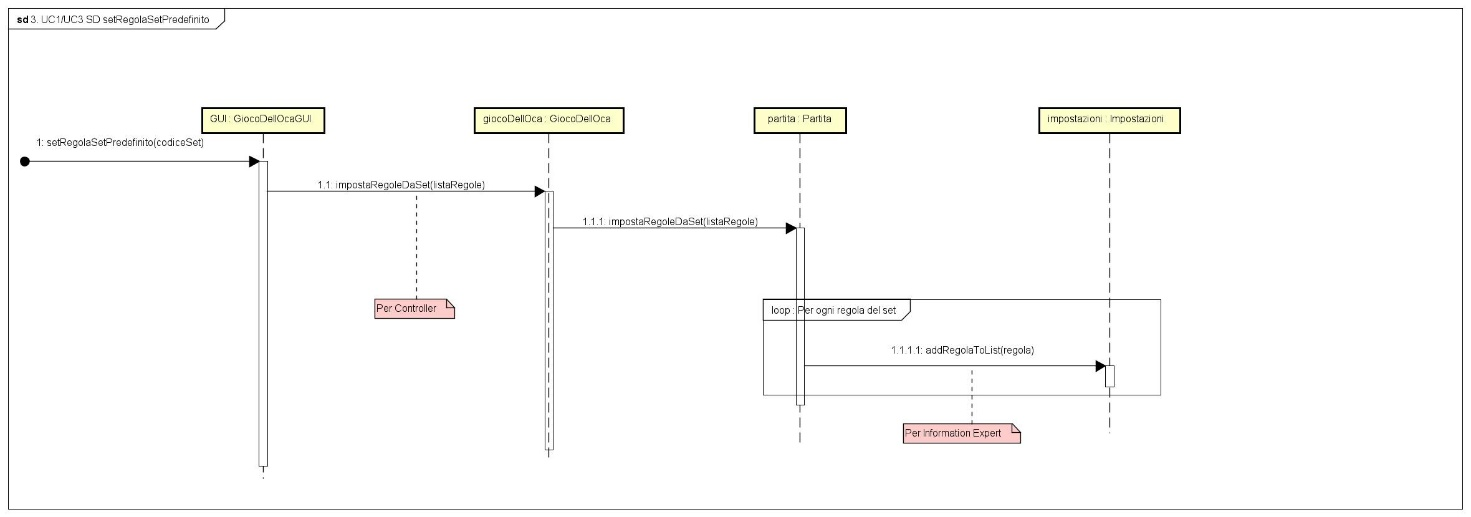 sd 3. UC1/UC3 SD setRegolaSetPredefinito
GUI : GiocoDellOcaGUI
giocoDellOca : GiocoDellOca
partita : Partita
impostazioni : Impostazioni
1: setRegolaSetPredefinito(codiceSet)
1.1: impostaRegoleDaSet(listaRegole)
1.1.1: impostaRegoleDaSet(listaRegole)
Per Controller
loop : Per ogni regola del set
1.1.1.1: addRegolaToList(regola)
Per Information Expert